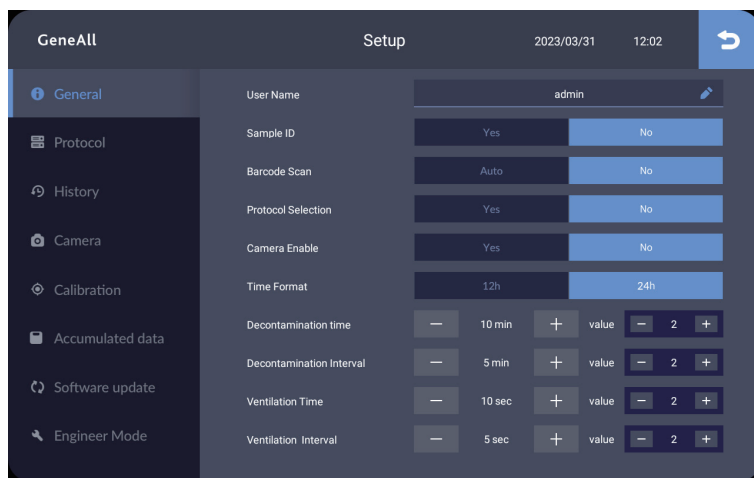 GeneAll Setup 2023/03/31 12:02
General
Protocol
History
Camera
Calibration
Accumulated data
Software update
Engineer Mode
User Name admin
Sample ID Yes No
Barcode Scan Auto No
Protocol Selection Yes No
Camera Enable Yes No
Time Format 12h 24h
Decontamination time − 10 min + value − 2 +
Decontamination Interval − 5 min + value − 2 +
Ventilation Time − 10 sec + value − 2 +
Ventilation Interval − 5 sec + value − 2 +